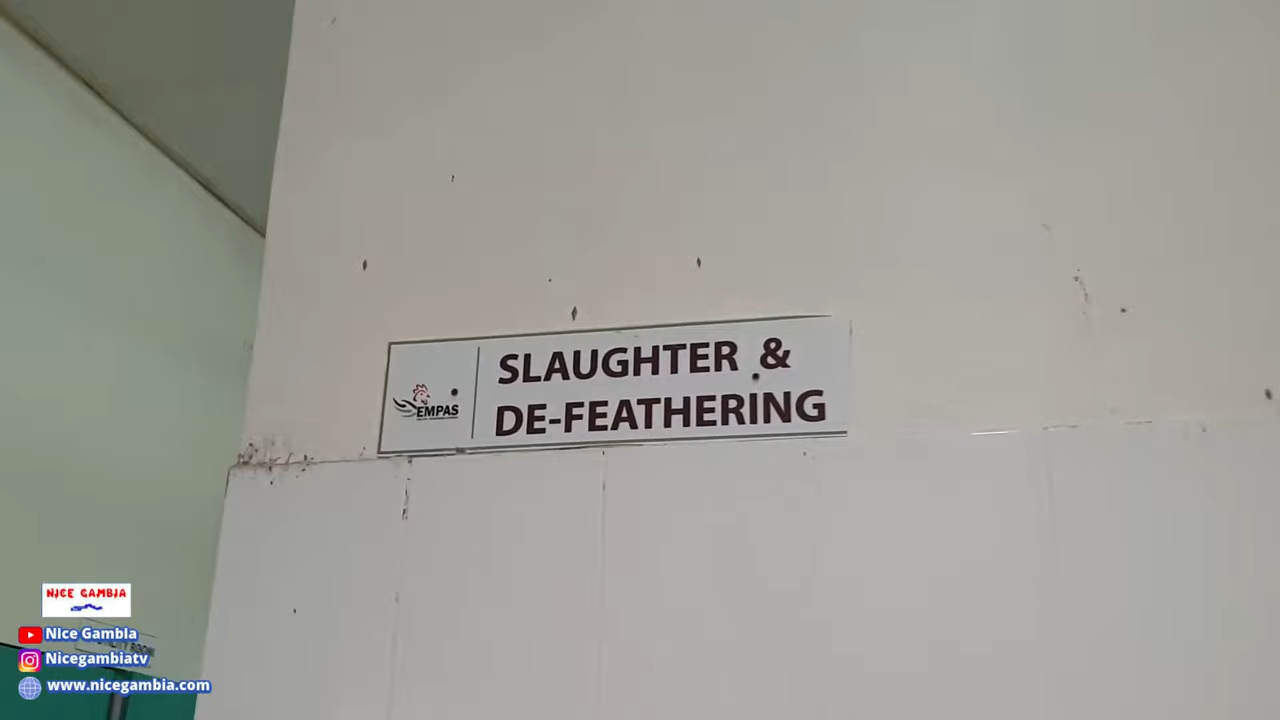 SLAUGHTER &
DE-FEATHERING
EMPAS
NICE GAMBIA
Nice Gambia
Nicegambiatv
www.nicegambia.com